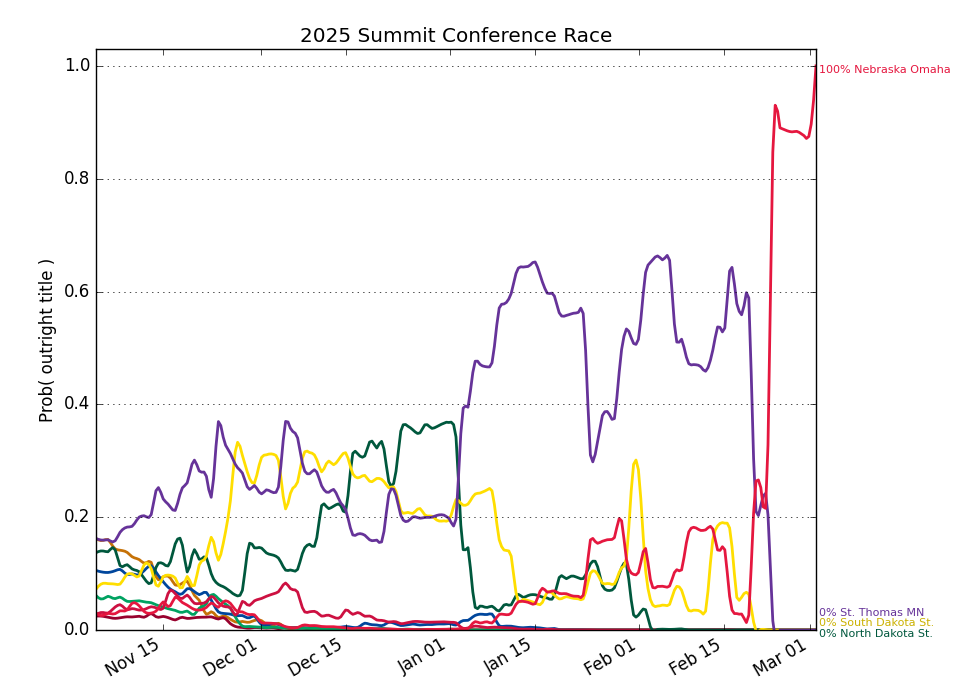 2025 Summit Conference Race
1.0
0.8
0.6
0.4
0.2
0.0
Prob( outright title )
Nov 15
Dec 01
Dec 15
Jan 01
Jan 15
Feb 01
Feb 15
Mar 01
100% Nebraska Omaha
0% St. Thomas MN
0% South Dakota St.
0% North Dakota St.